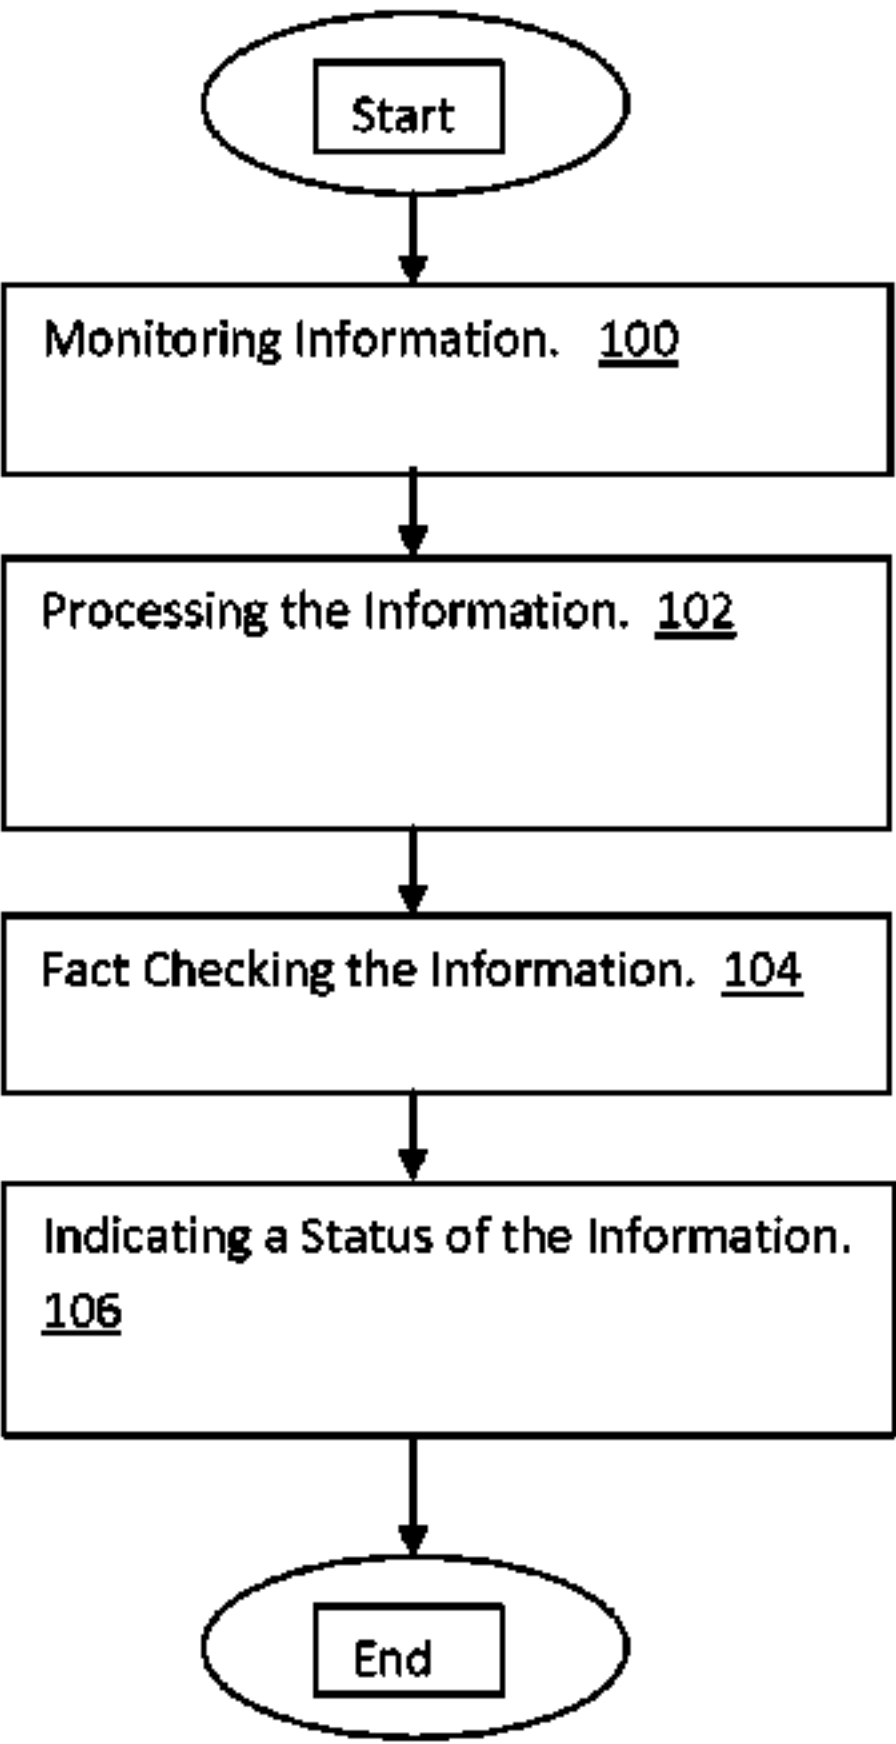 Start
Monitoring Information. 100
Processing the Information. 102
Fact Checking the Information. 104
Indicating a Status of the Information.
106
End